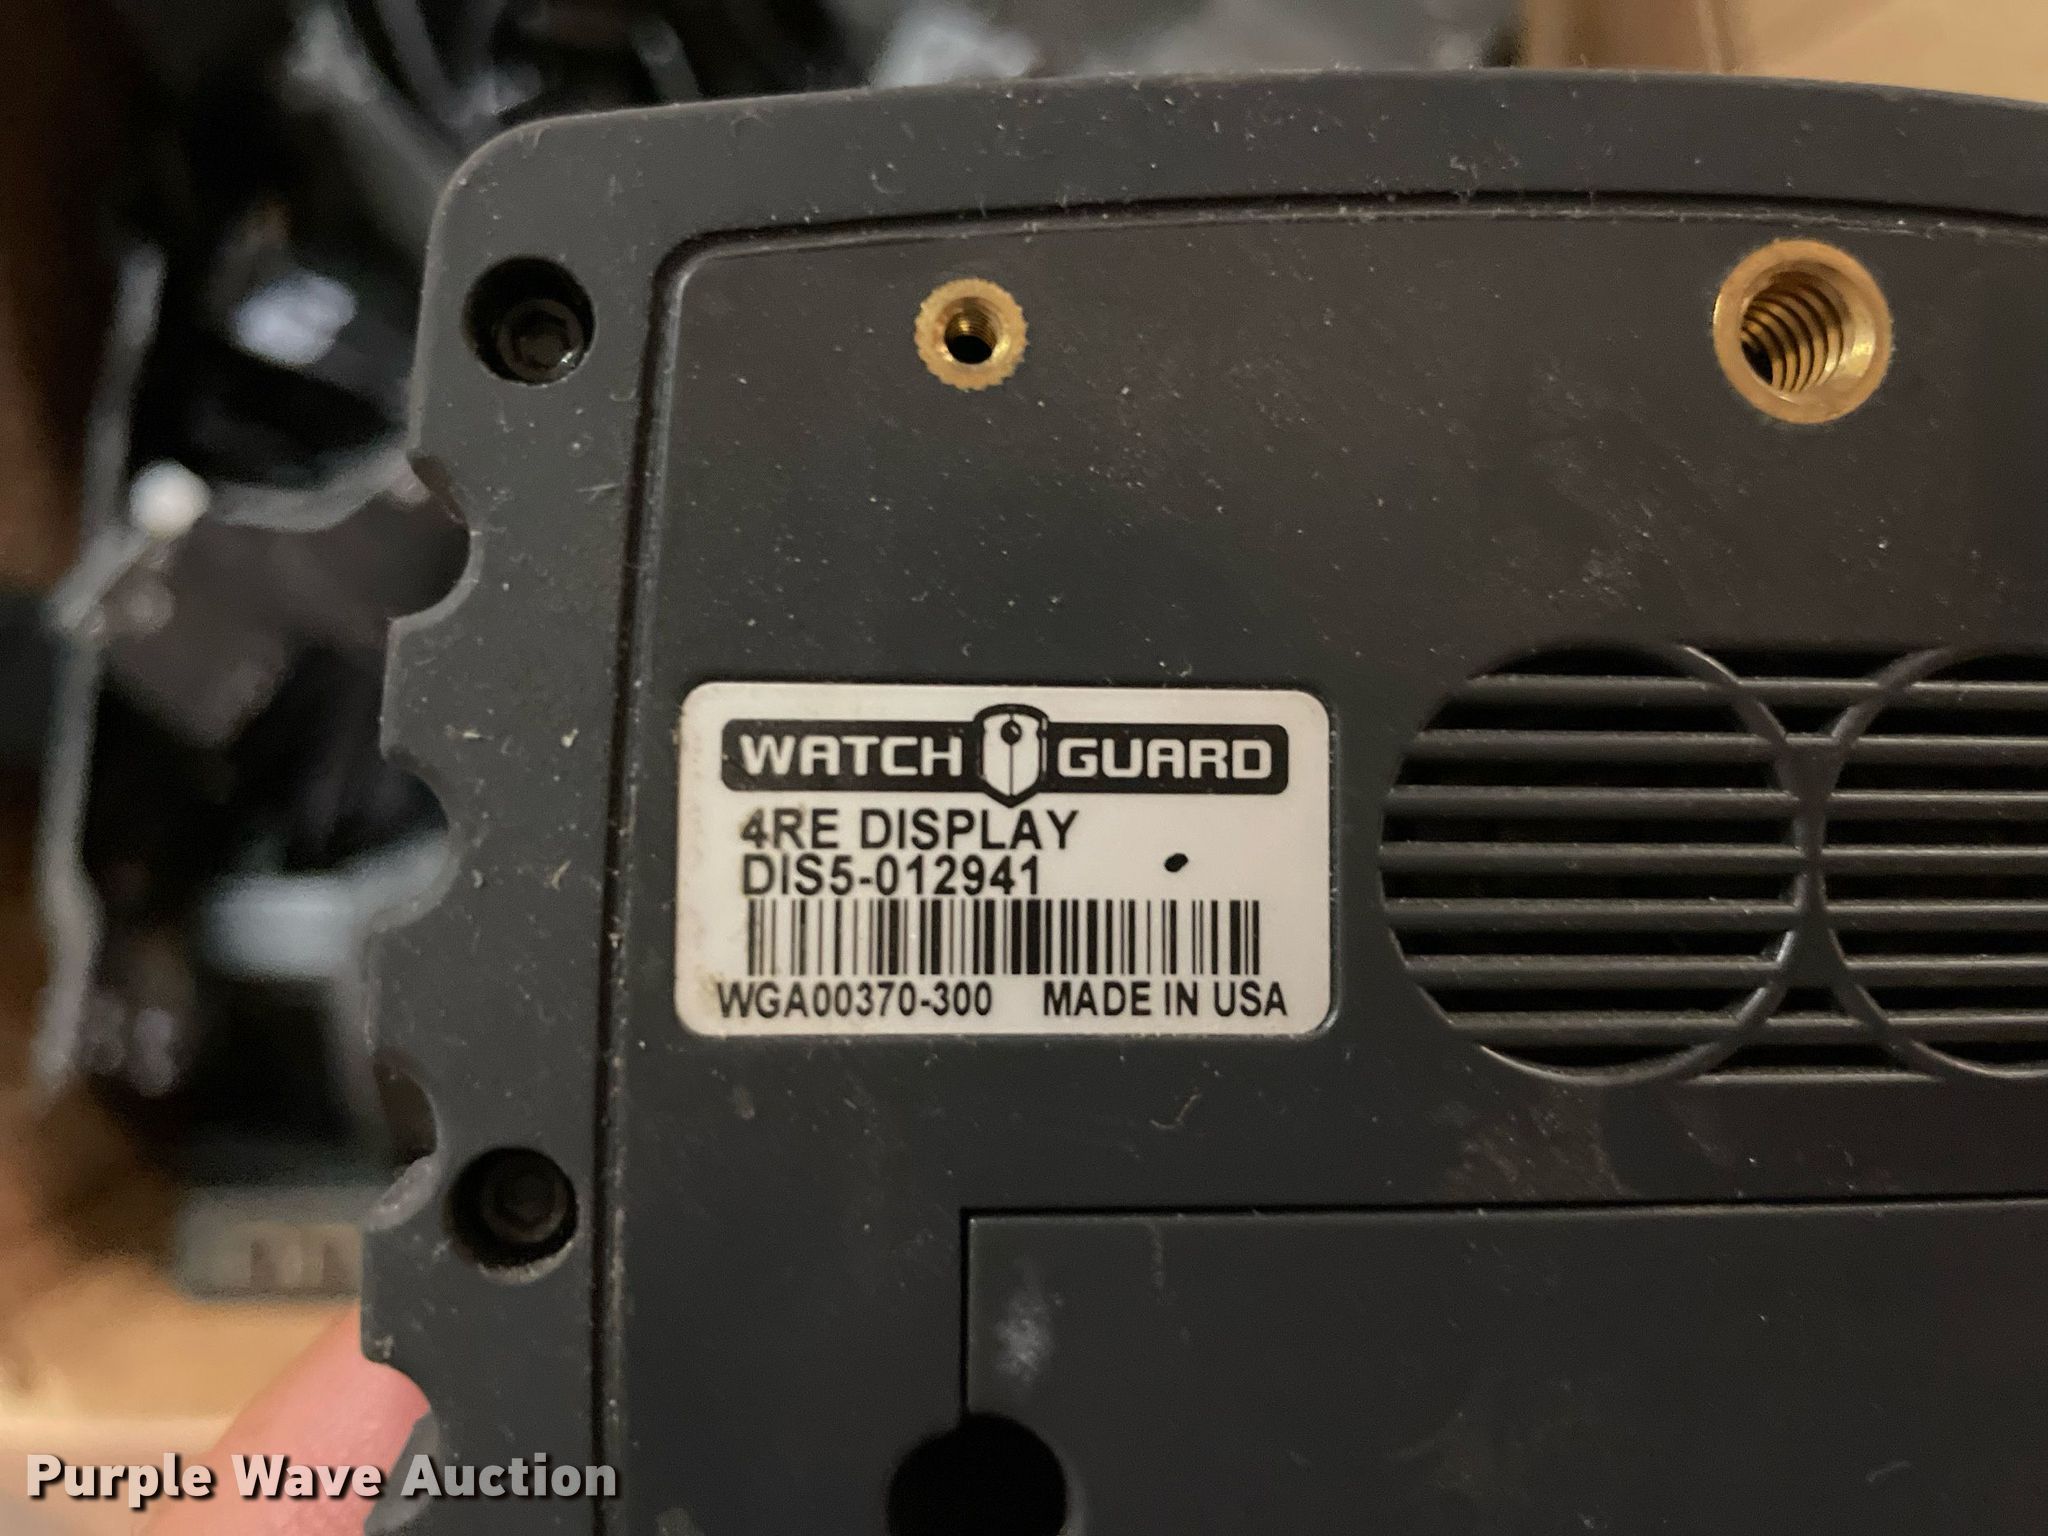 WATCH GUARD
4RE DISPLAY
DIS5-012941
WGA00370-300 MADE IN USA
Purple Wave Auction